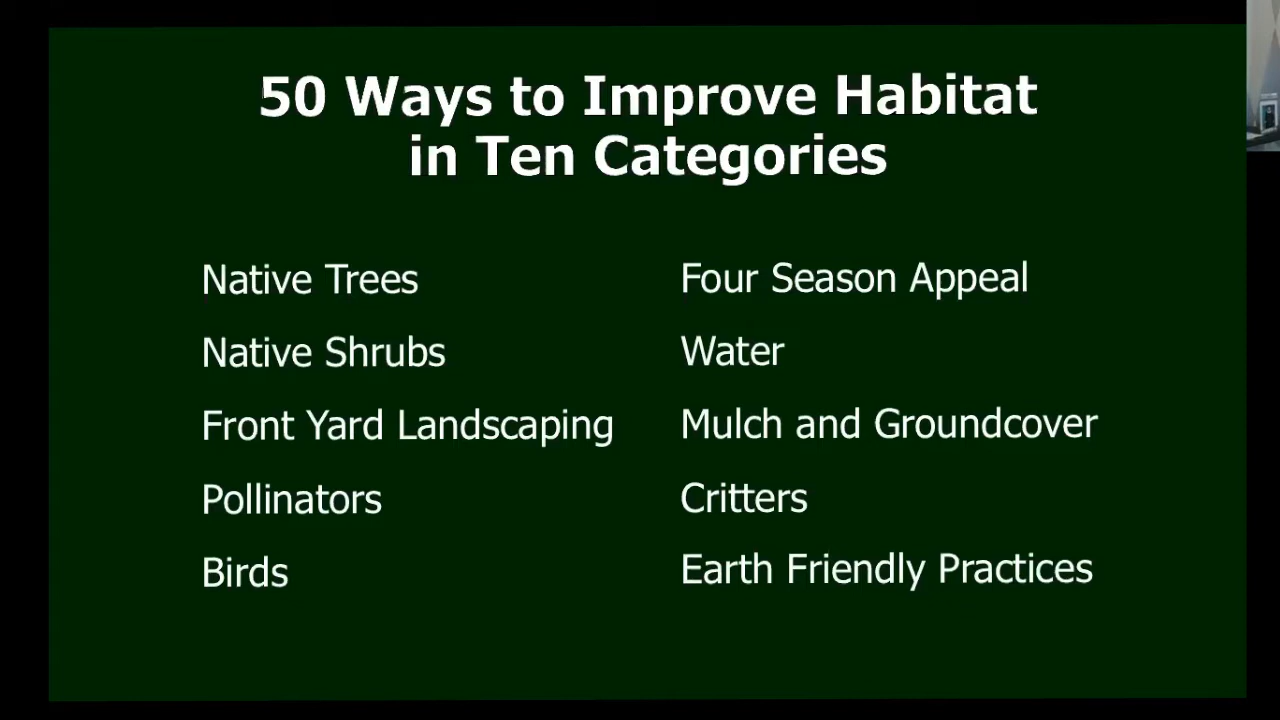 50 Ways to Improve Habitat
in Ten Categories
Native Trees
Native Shrubs
Front Yard Landscaping
Pollinators
Birds
Four Season Appeal
Water
Mulch and Groundcover
Critters
Earth Friendly Practices